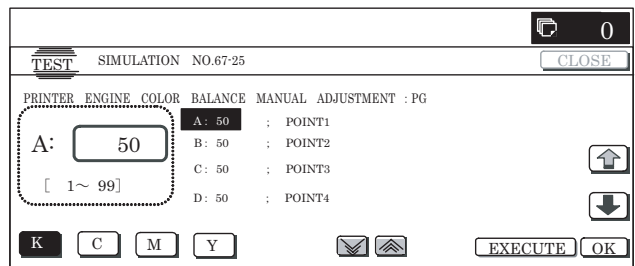 0
TEST SIMULATION NO.67-25 CLOSE
PRINTER ENGINE COLOR BALANCE MANUAL ADJUSTMENT : PG
A: 50
[ 1~ 99]
A: 50 ; POINT1
B: 50 ; POINT2
C: 50 ; POINT3
D: 50 ; POINT4
K C M Y EXECUTE OK